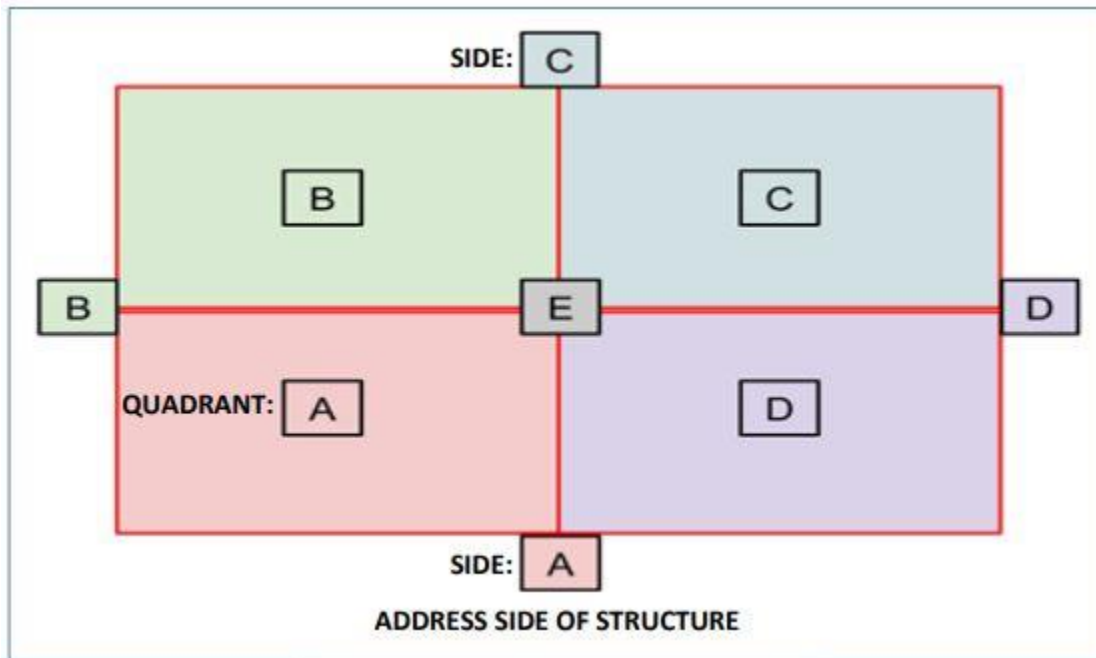 SIDE: C
B C
B E D
QUADRANT: A D
SIDE: A
ADDRESS SIDE OF STRUCTURE